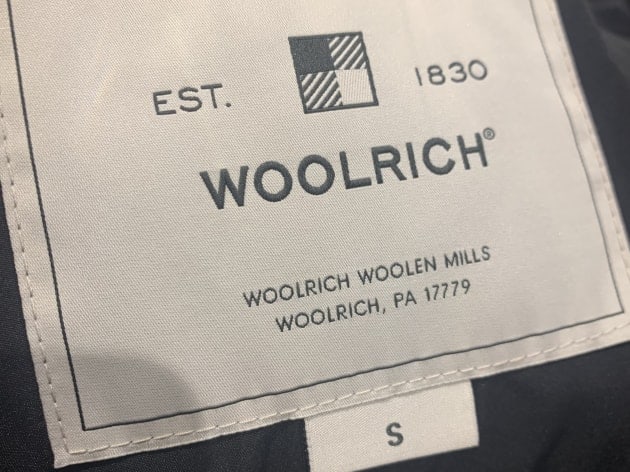 EST. 1830
WOOLRICH®
WOOLRICH WOOLEN MILLS
WOOLRICH, PA 17779
S